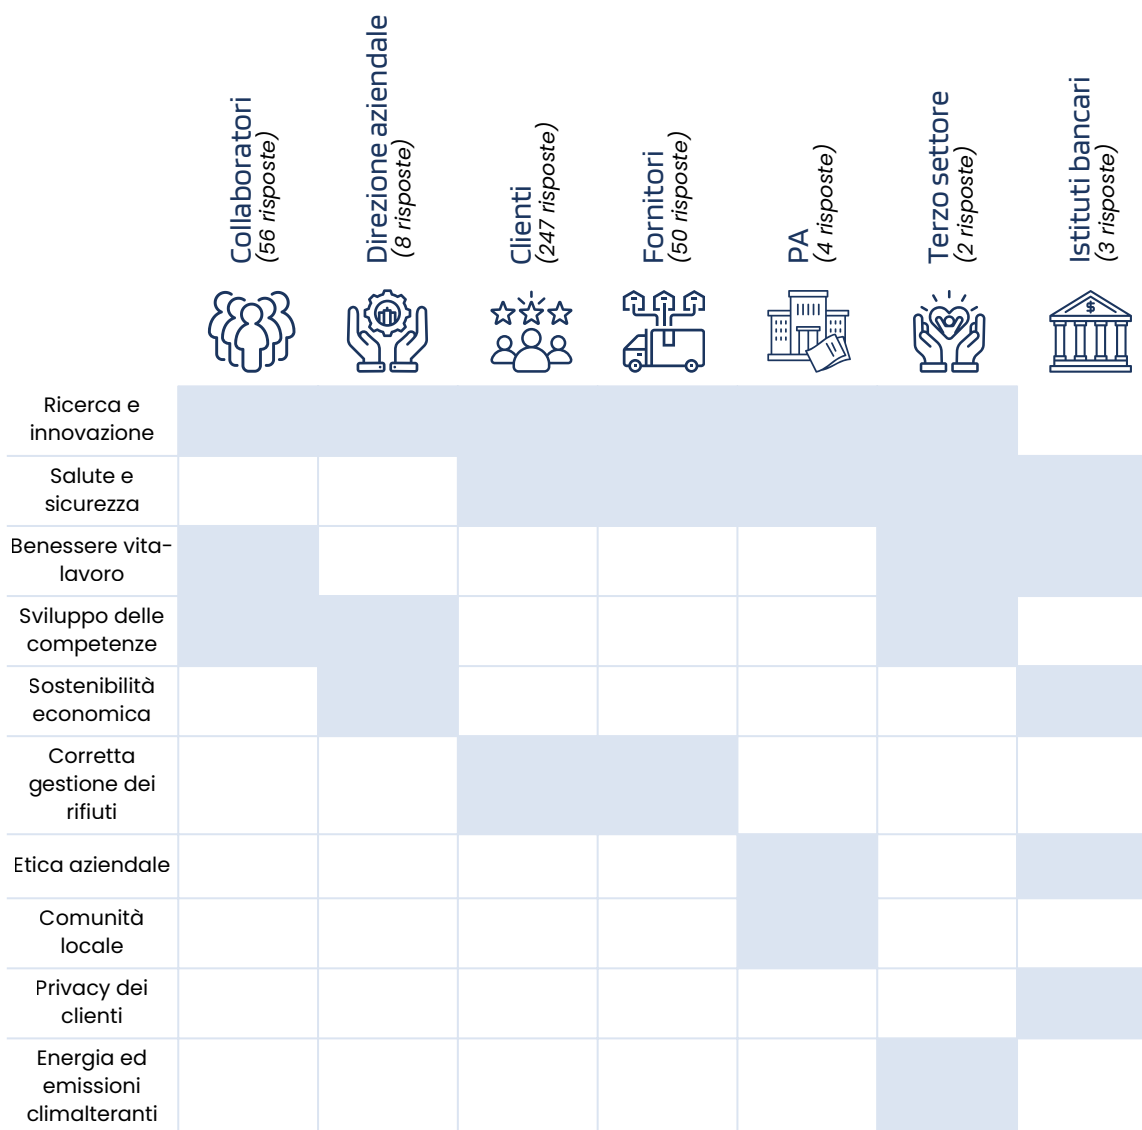 Collaboratori
(56 risposte)
Direzione aziendale
(8 risposte)
Clienti
(247 risposte)
Fornitori
(50 risposte)
PA
(4 risposte)
Terzo settore
(2 risposte)
Istituti bancari
(3 risposte)
$
Ricerca e
innovazione
Salute e
sicurezza
Benessere vita-
lavoro
Sviluppo delle
competenze
Sostenibilità
economica
Corretta
gestione dei
rifiuti
Etica aziendale
Comunità
locale
Privacy dei
clienti
Energia ed
emissioni
climalteranti